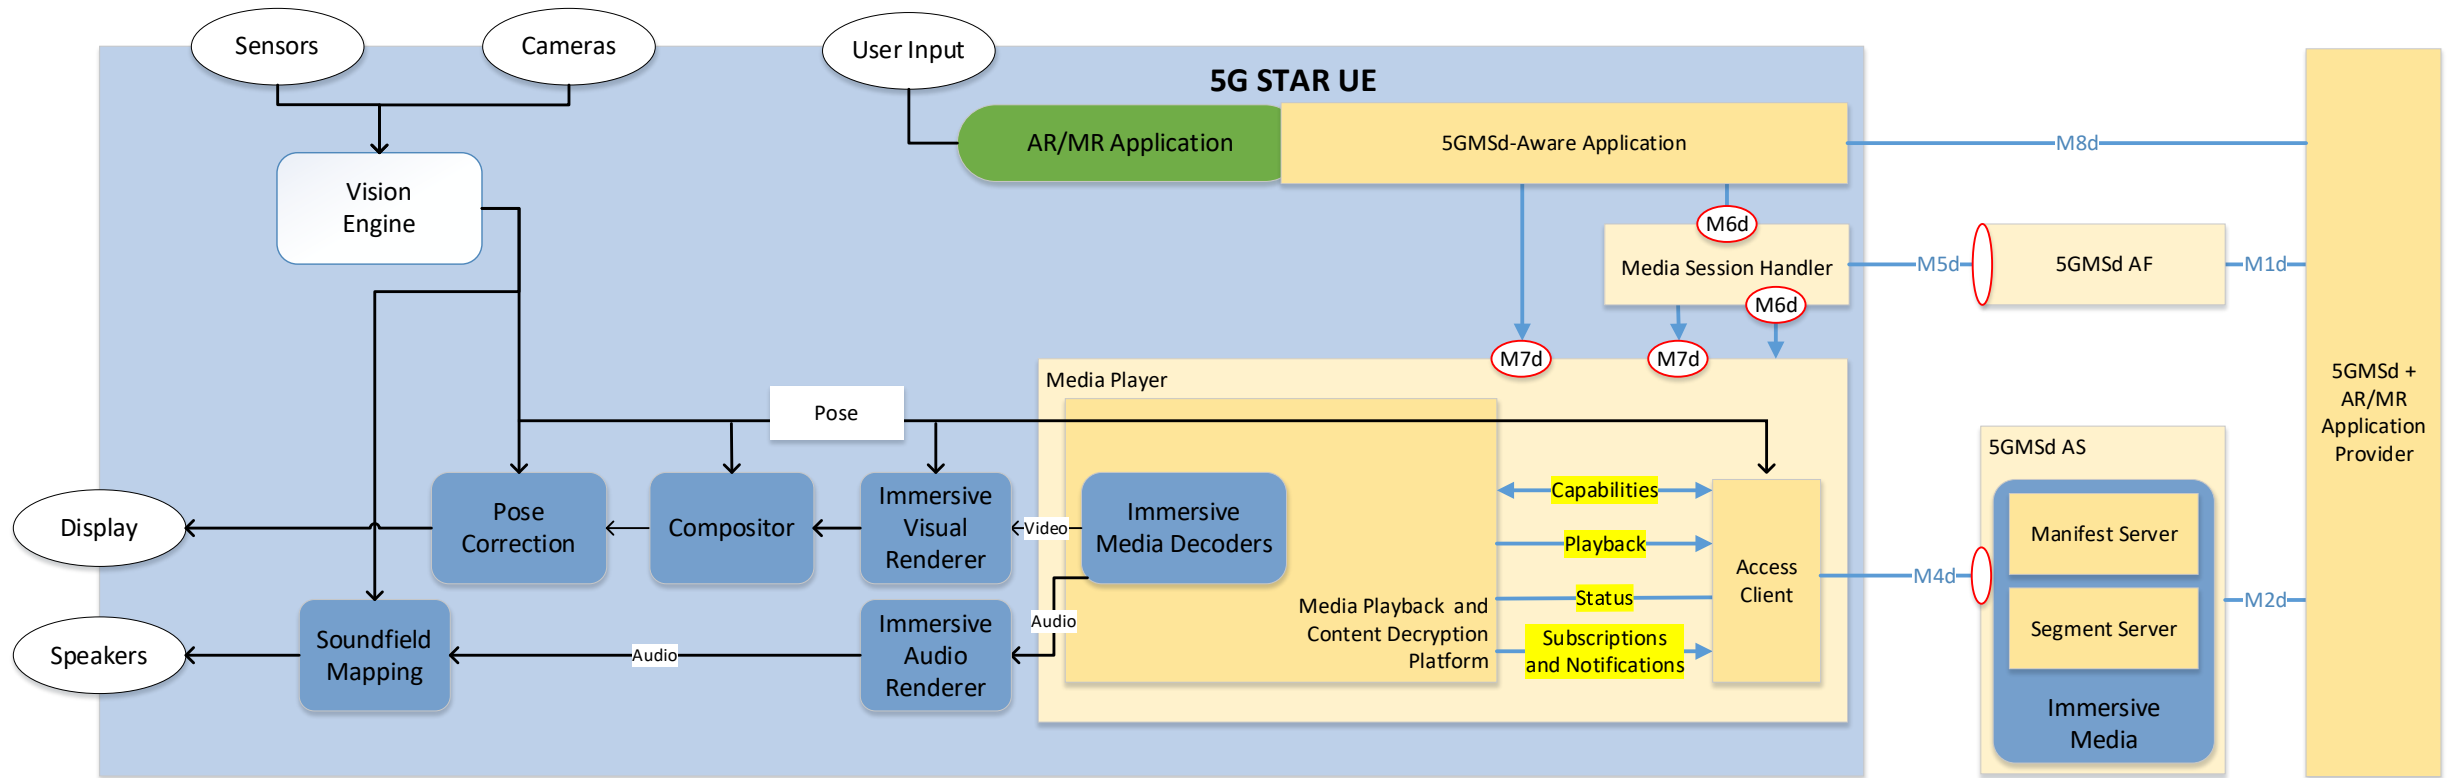 Sensors
Cameras
User Input
5G STAR UE
AR/MR Application
5GMSd-Aware Application
M8d
Vision
Engine
M6d
Media Session Handler
M5d
5GMSd AF
M1d
M6d
M7d
M7d
Media Player
Pose
5GMSd +
AR/MR
Application
Provider
5GMSd AS
Display
Pose
Correction
Compositor
Immersive
Visual
Renderer
Video
Immersive
Media Decoders
Capabilities
Playback
Status
Subscriptions
and Notifications
Access
Client
M4d
Manifest Server
Segment Server
Immersive
Media
M2d
Media Playback and
Content Decryption
Platform
Speakers
Soundfield
Mapping
Audio
Immersive
Audio
Renderer
Audio